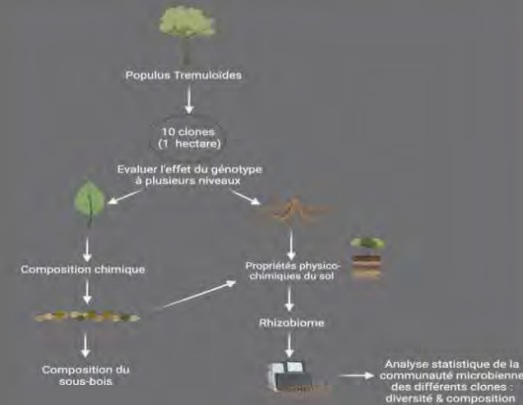 Populus Tremuloïdes
10 clones
(1 hectare)
Evaluer l'effet du génotype
à plusieurs niveaux
Composition chimique
Composition du
sous-bois
Propriétés physico-
chimiques du sol
Rhizobiome
Analyse statistique de la
communauté microbienne
des différents clones :
diversité & composition